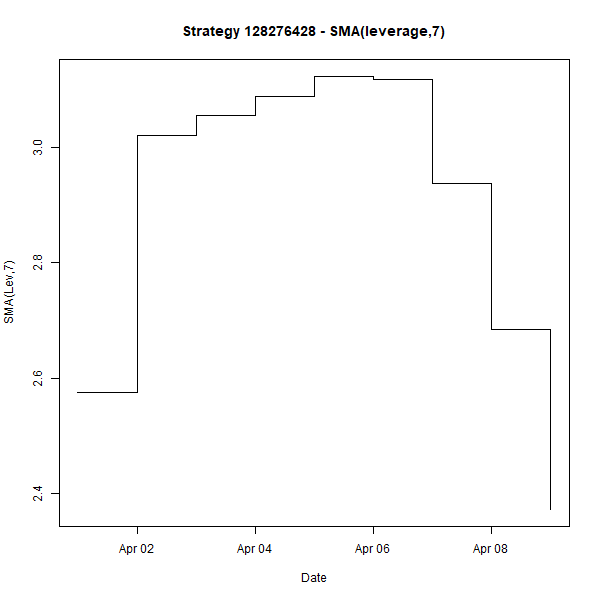 Strategy 128276428 - SMA(leverage,7)
SMA(Lev,7)
3.0
2.8
2.6
2.4
Apr 02
Apr 04
Apr 06
Apr 08
Date